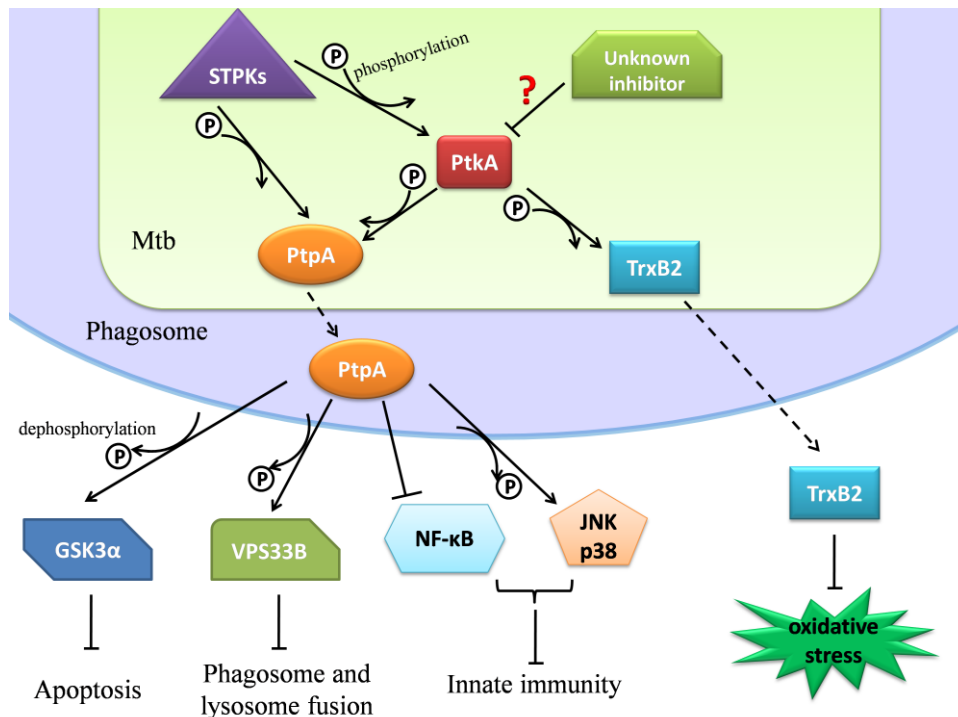 STPKs
P
phosphorylation
Unknown
inhibitor
?
P
PtkA
P
P
Mtb
PtpA
TrxB2
Phagosome
PtpA
dephosphorylation
P
P
P
TrxB2
GSK3α
VPS33B
NF-κB
JNK
p38
oxidative
stress
Apoptosis
Phagosome and
lysosome fusion
Innate immunity